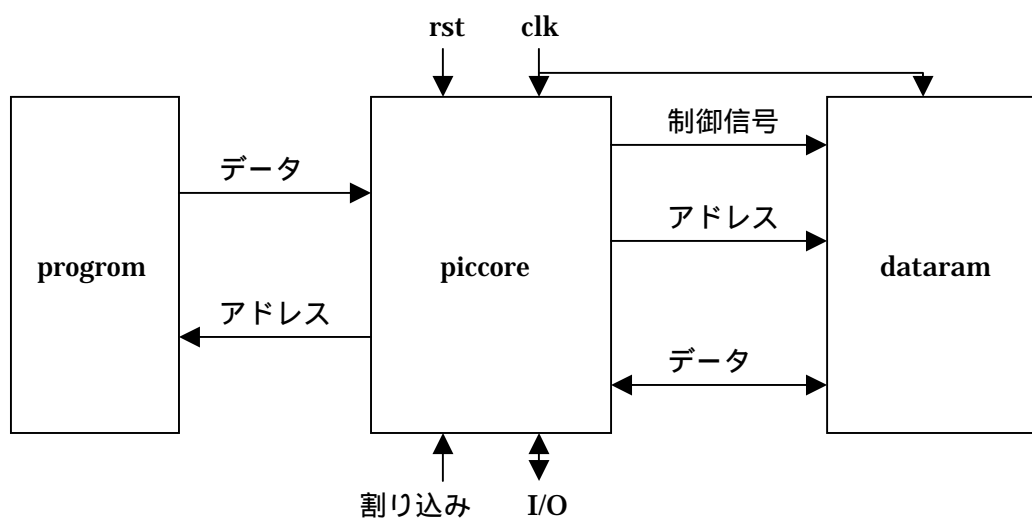 rst
clk
制御信号
データ
アドレス
progrom
piccore
dataram
アドレス
データ
割り込み
I/O